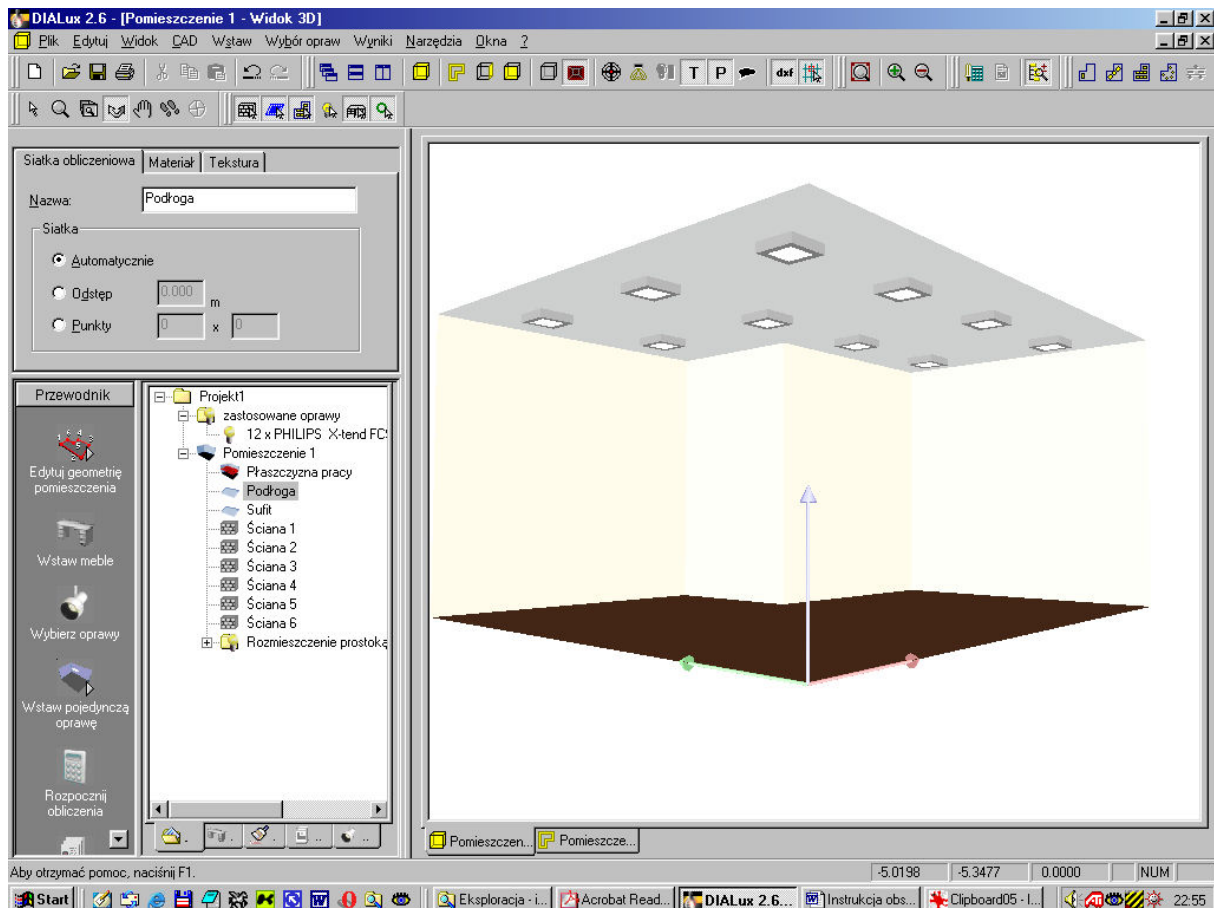 DIALux 2.6 - [Pomieszczenie 1 - Widok 3D]
Plik Edytuj Widok CAD Wstaw Wybór opraw Wyniki Narzędzia Okna ?
T P dxf
Siatka obliczeniowa Materiał Tekstura
Nazwa: Podłoga
Siatka
Automatycznie
Odstęp 0.000 m
Punkty 0 x 0
Przewodnik
Edytuj geometrię
pomieszczenia
Wstaw meble
Wybierz oprawy
Wstaw pojedynczą
oprawę
Rozpocznij
obliczenia
Projekt1
zastosowane oprawy
12 x PHILIPS X-tend FC
Pomieszczenie 1
Płaszczyzna pracy
Podłoga
Sufit
Ściana 1
Ściana 2
Ściana 3
Ściana 4
Ściana 5
Ściana 6
Rozmieszczenie prostoką
Pomieszczen... Pomieszcze...
Aby otrzymać pomoc, naciśnij F1.
-5.0198 -5.3477 0.0000 NUM
Start Eksploracja - i... Acrobat Read... DIALux 2.6... Instrukcja obs... Clipboard05 - I... 22:55